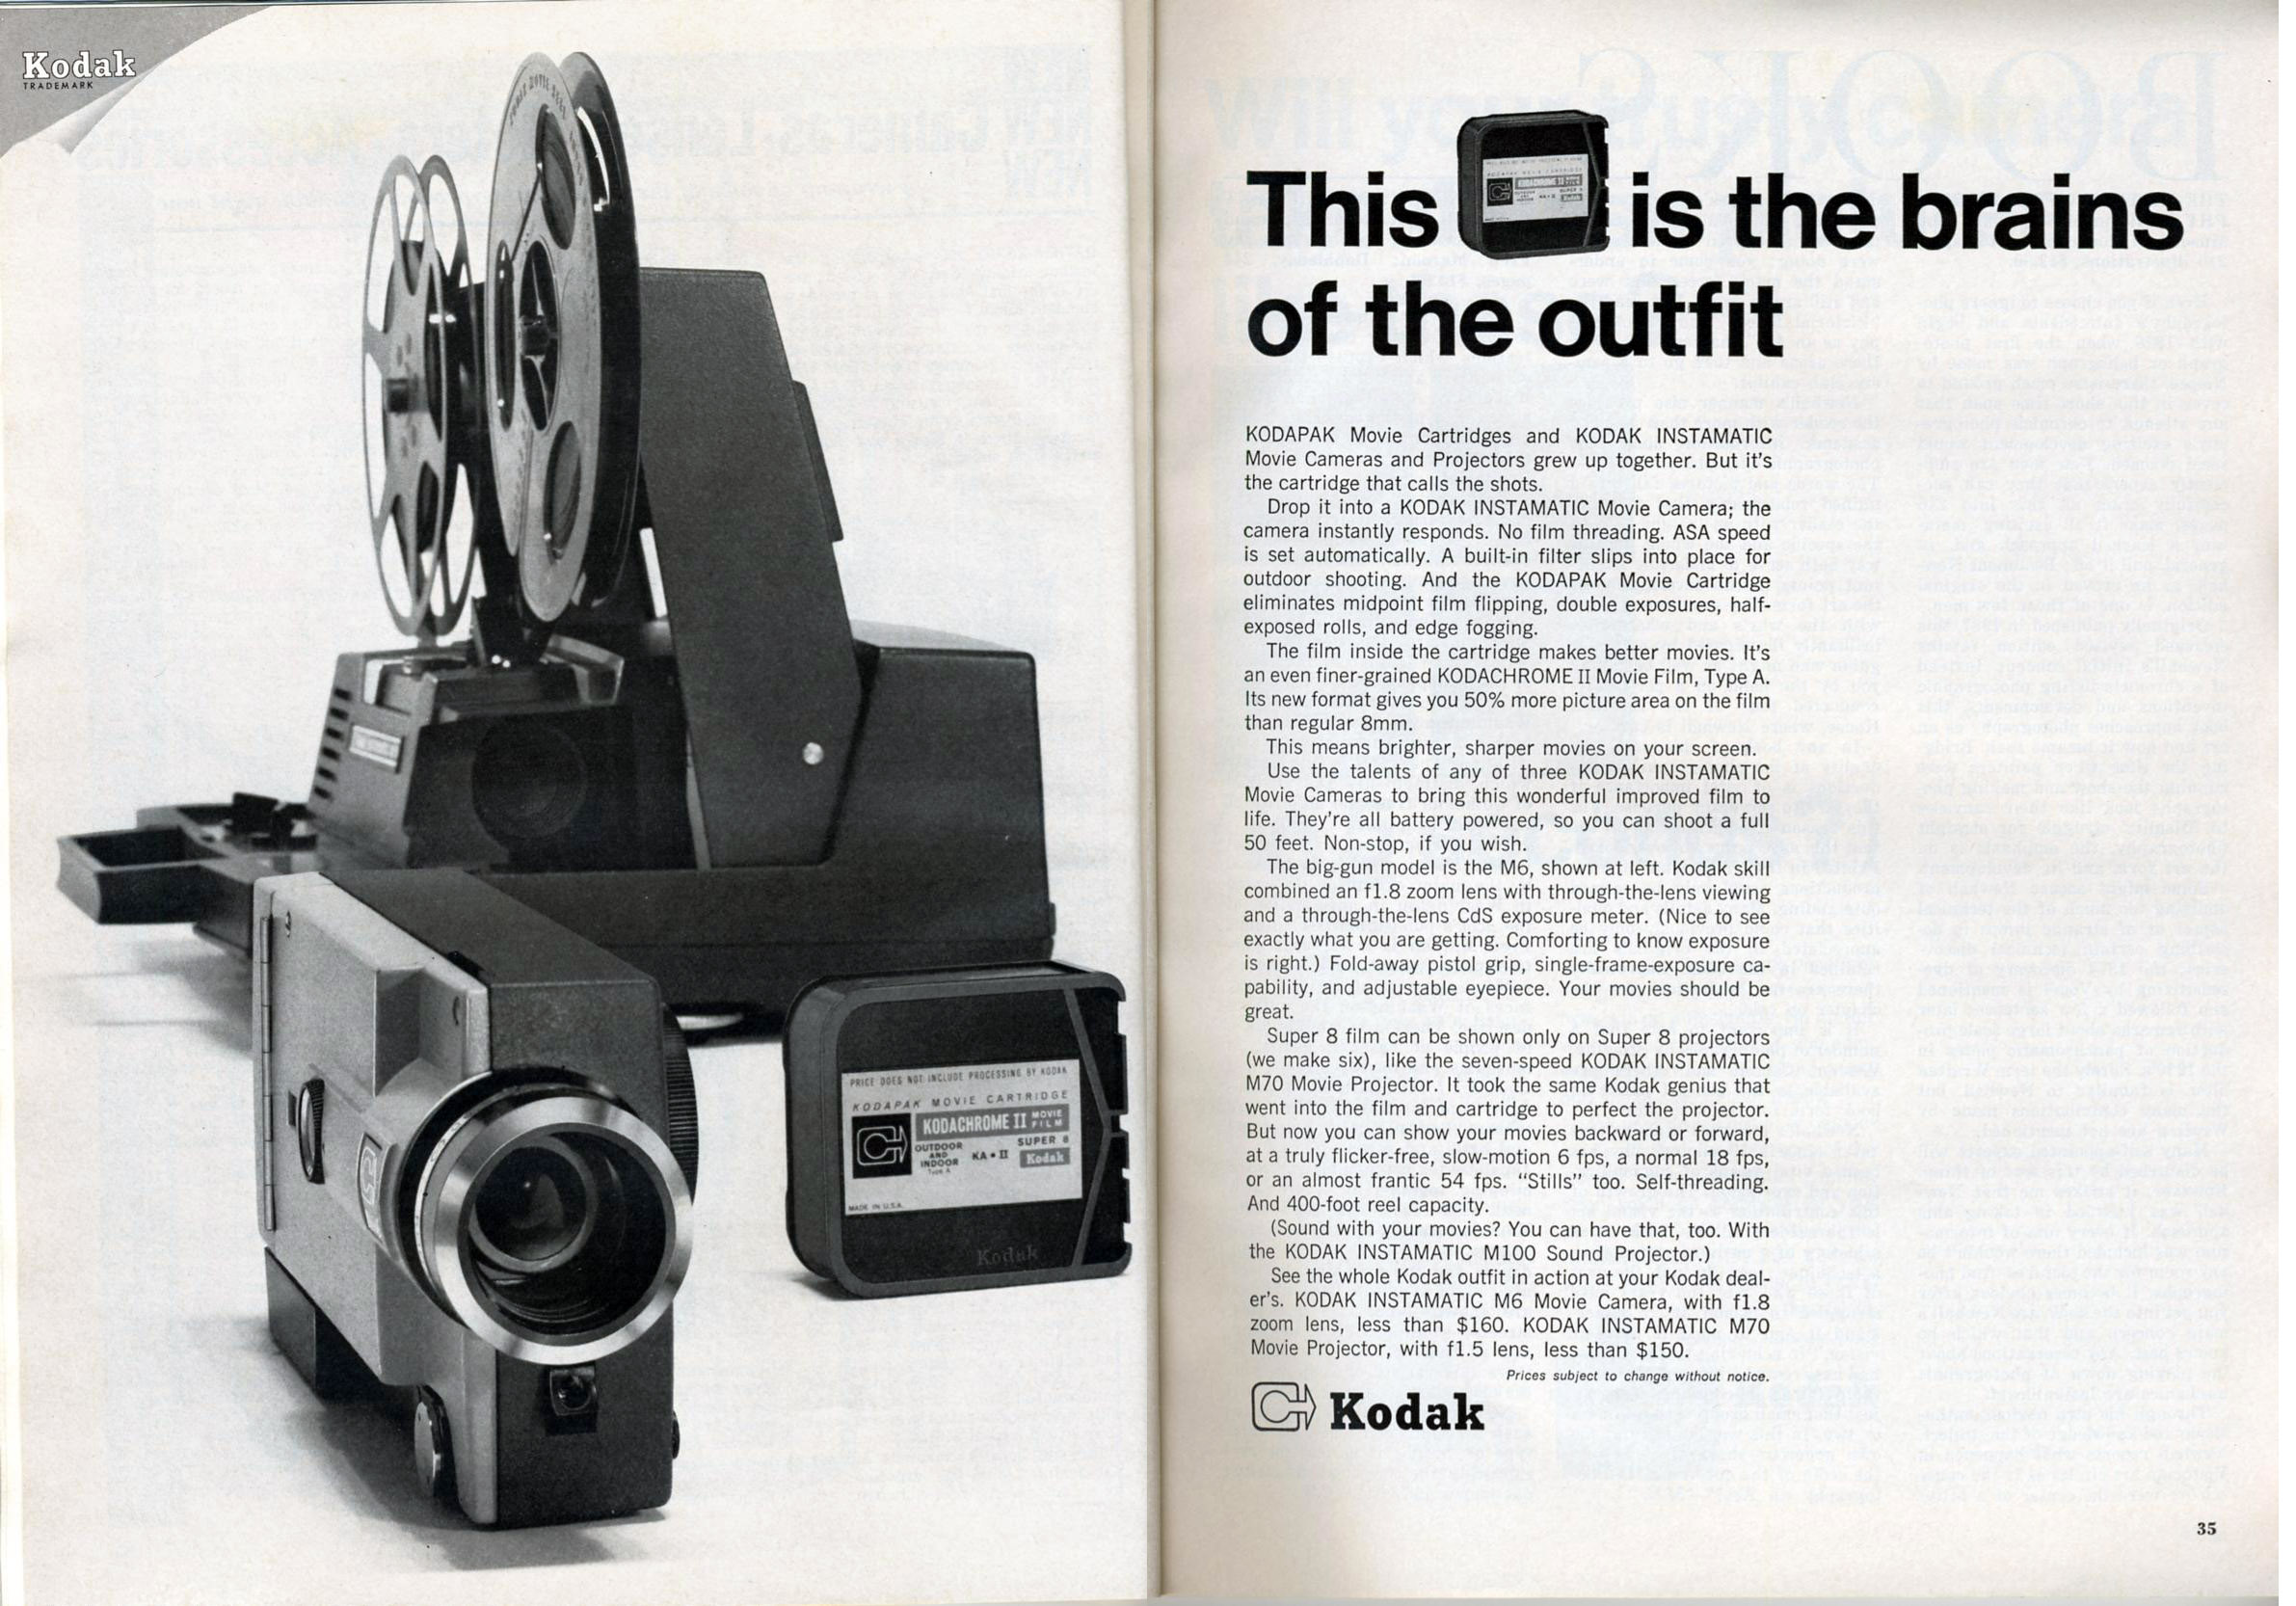 Kodak
TRADEMARK
PRICE DOES NOT INCLUDE PROCESSING BY KODAK
KODAPAK MOVIE CARTRIDGE
KODACHROME II MOVIE FILM
OUTDOOR AND INDOOR Type A
KA • II
SUPER 8
Kodak
MADE IN U.S.A.
Kodak
This is the brains
of the outfit
KODAPAK Movie Cartridges and KODAK INSTAMATIC
Movie Cameras and Projectors grew up together. But it's
the cartridge that calls the shots.
Drop it into a KODAK INSTAMATIC Movie Camera; the
camera instantly responds. No film threading. ASA speed
is set automatically. A built-in filter slips into place for
outdoor shooting. And the KODAPAK Movie Cartridge
eliminates midpoint film flipping, double exposures, half-
exposed rolls, and edge fogging.
The film inside the cartridge makes better movies. It's
an even finer-grained KODACHROME II Movie Film, Type A.
Its new format gives you 50% more picture area on the film
than regular 8mm.
This means brighter, sharper movies on your screen.
Use the talents of any of three KODAK INSTAMATIC
Movie Cameras to bring this wonderful improved film to
life. They're all battery powered, so you can shoot a full
50 feet. Non-stop, if you wish.
The big-gun model is the M6, shown at left. Kodak skill
combined an f1.8 zoom lens with through-the-lens viewing
and a through-the-lens CdS exposure meter. (Nice to see
exactly what you are getting. Comforting to know exposure
is right.) Fold-away pistol grip, single-frame-exposure ca-
pability, and adjustable eyepiece. Your movies should be
great.
Super 8 film can be shown only on Super 8 projectors
(we make six), like the seven-speed KODAK INSTAMATIC
M70 Movie Projector. It took the same Kodak genius that
went into the film and cartridge to perfect the projector.
But now you can show your movies backward or forward,
at a truly flicker-free, slow-motion 6 fps, a normal 18 fps,
or an almost frantic 54 fps. “Stills” too. Self-threading.
And 400-foot reel capacity.
(Sound with your movies? You can have that, too. With
the KODAK INSTAMATIC M100 Sound Projector.)
See the whole Kodak outfit in action at your Kodak deal-
er's. KODAK INSTAMATIC M6 Movie Camera, with f1.8
zoom lens, less than $160. KODAK INSTAMATIC M70
Movie Projector, with f1.5 lens, less than $150.
Prices subject to change without notice.
Kodak
35